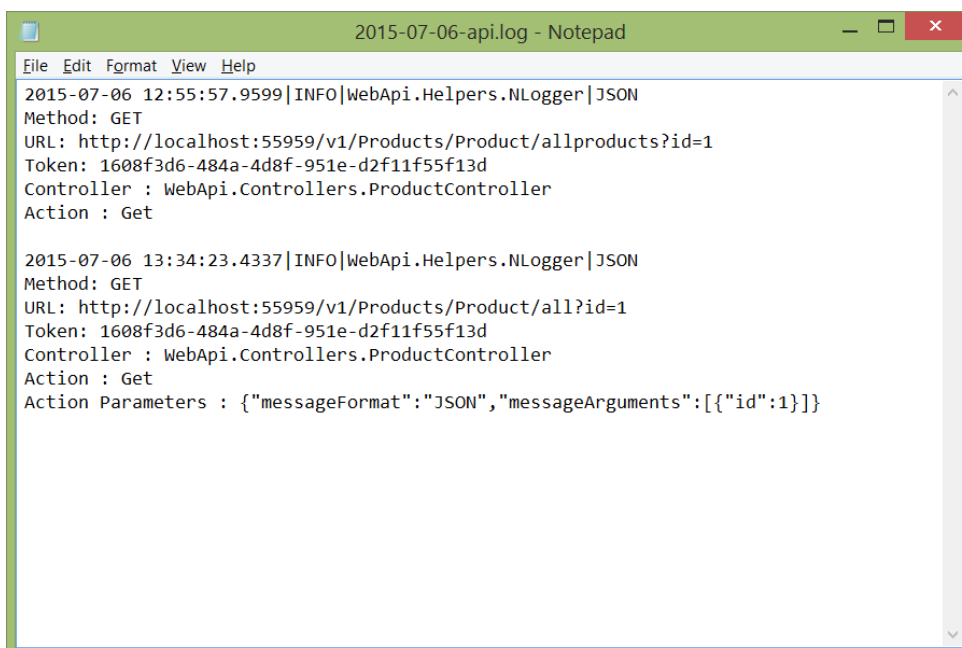 2015-07-06-api.log - Notepad
File Edit Format View Help
2015-07-06 12:55:57.9599|INFO|WebApi.Helpers.NLogger|JSON
Method: GET
URL: http://localhost:55959/v1/Products/Product/allproducts?id=1
Token: 1608f3d6-484a-4d8f-951e-d2f11f55f13d
Controller : WebApi.Controllers.ProductController
Action : Get
2015-07-06 13:34:23.4337|INFO|WebApi.Helpers.NLogger|JSON
Method: GET
URL: http://localhost:55959/v1/Products/Product/all?id=1
Token: 1608f3d6-484a-4d8f-951e-d2f11f55f13d
Controller : WebApi.Controllers.ProductController
Action : Get
Action Parameters : {"messageFormat":"JSON","messageArguments":[{"id":1}]}